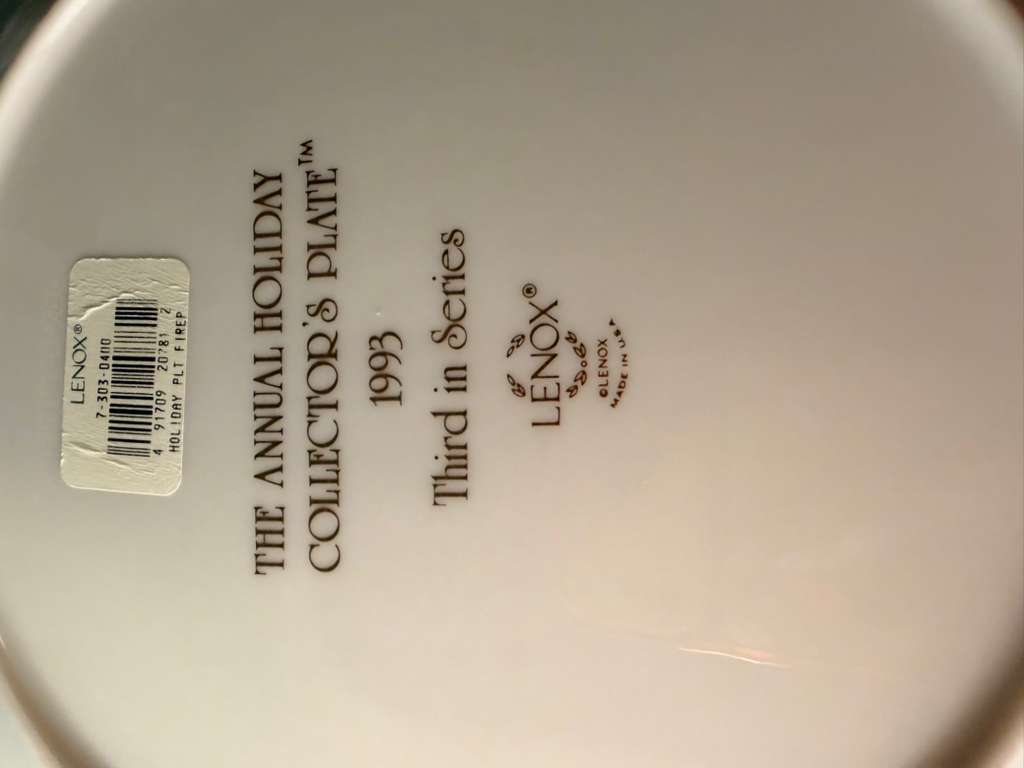 LENOX®
7-303-0400
4 91709 20781 2
HOLIDAY PLT FIREP
THE ANNUAL HOLIDAY
COLLECTOR'S PLATE™
1993
Third in Series
LENOX®
©LENOX
MADE IN U.S.A